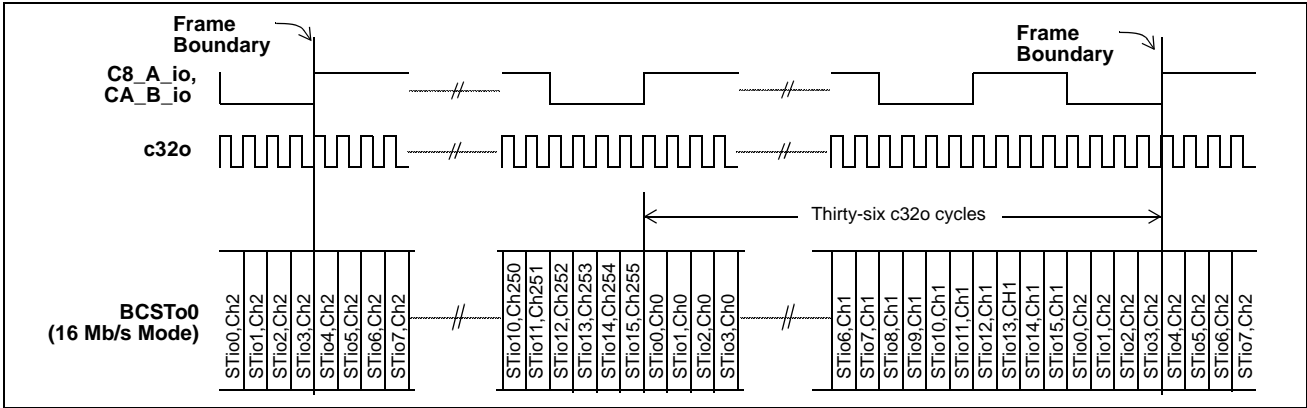 Frame
Boundary
Frame
Boundary
C8_A_io,
CA_B_io
c32o
Thirty-six c32o cycles
BCSTo0
(16 Mb/s Mode)
STio0,Ch2
STio1,Ch2
STio2,Ch2
STio3,Ch2
STio4,Ch2
STio5,Ch2
STio6,Ch2
STio7,Ch2
STio10,Ch250
STio11,Ch251
STio12,Ch252
STio13,Ch253
STio14,Ch254
STio15,Ch255
STio0,Ch0
STio1,Ch0
STio2,Ch0
STio3,Ch0
STio6,Ch1
STio7,Ch1
STio8,Ch1
STio9,Ch1
STio10,Ch1
STio11,Ch1
STio12,Ch1
STio13,CH1
STio14,Ch1
STio15,Ch1
STio0,Ch2
STio1,Ch2
STio2,Ch2
STio3,Ch2
STio4,Ch2
STio5,Ch2
STio6,Ch2
STio7,Ch2